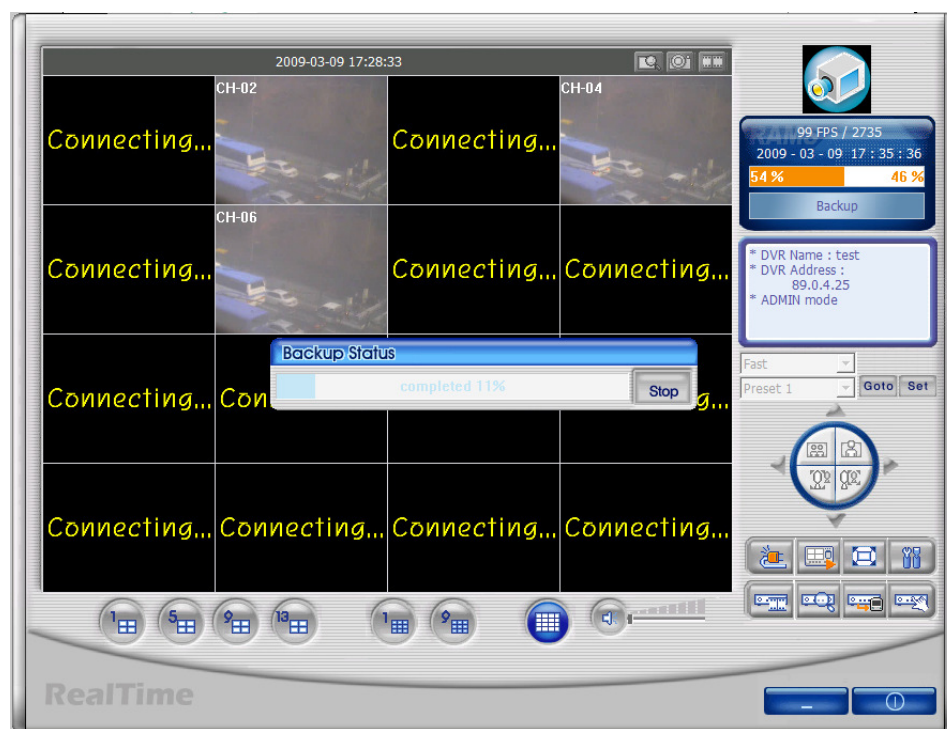 2009-03-09 17:28:33
CH-02
CH-04
Connecting...
Connecting...
CH-06
Connecting...
Connecting...
Connecting...
Backup Status
completed 11%
Stop
Connecting...
Con
g...
Connecting...
Connecting...
Connecting...
Connecting...
1
5
9
13
1
9
RealTime
99 FPS / 2735
2009 - 03 - 09 17 : 35 : 36
54 %
46 %
Backup
* DVR Name : test
* DVR Address :
89.0.4.25
* ADMIN mode
Fast
Preset 1
Goto
Set